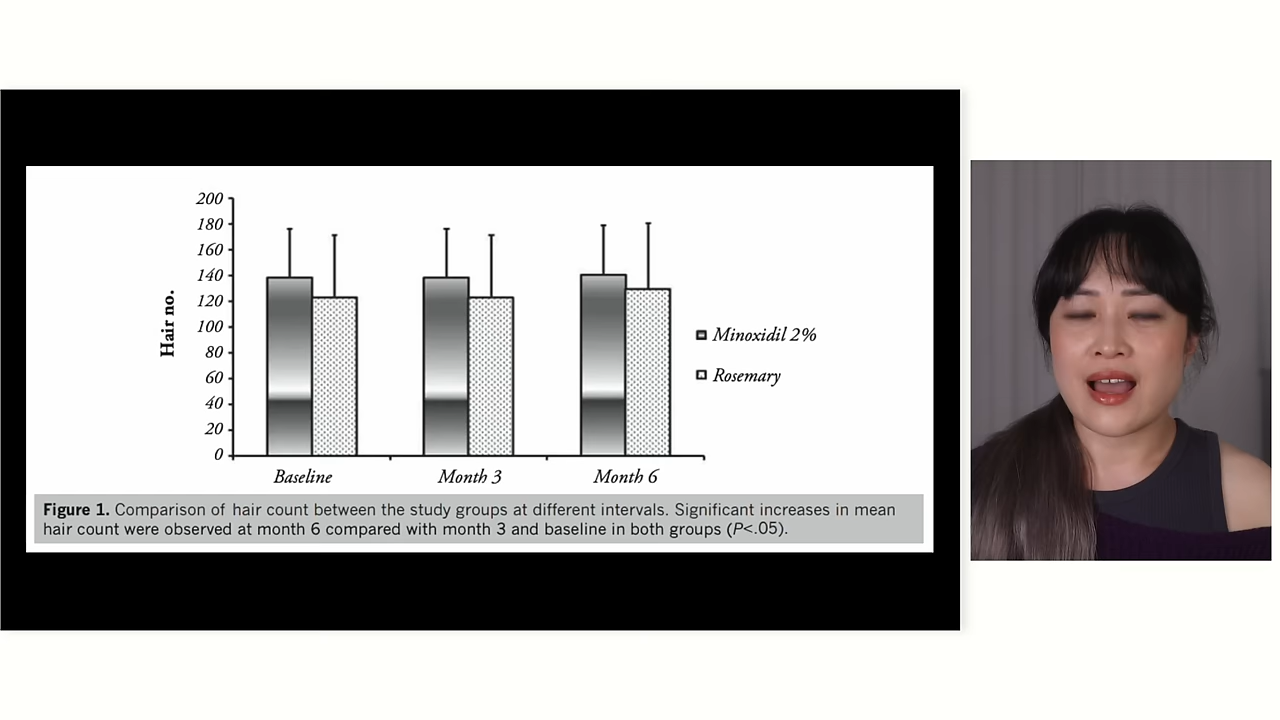 200
180
160
140
120
100
80
60
40
20
0
Hair no.
Baseline
Month 3
Month 6
Minoxidil 2%
Rosemary
Figure 1. Comparison of hair count between the study groups at different intervals. Significant increases in mean
hair count were observed at month 6 compared with month 3 and baseline in both groups (P<.05).